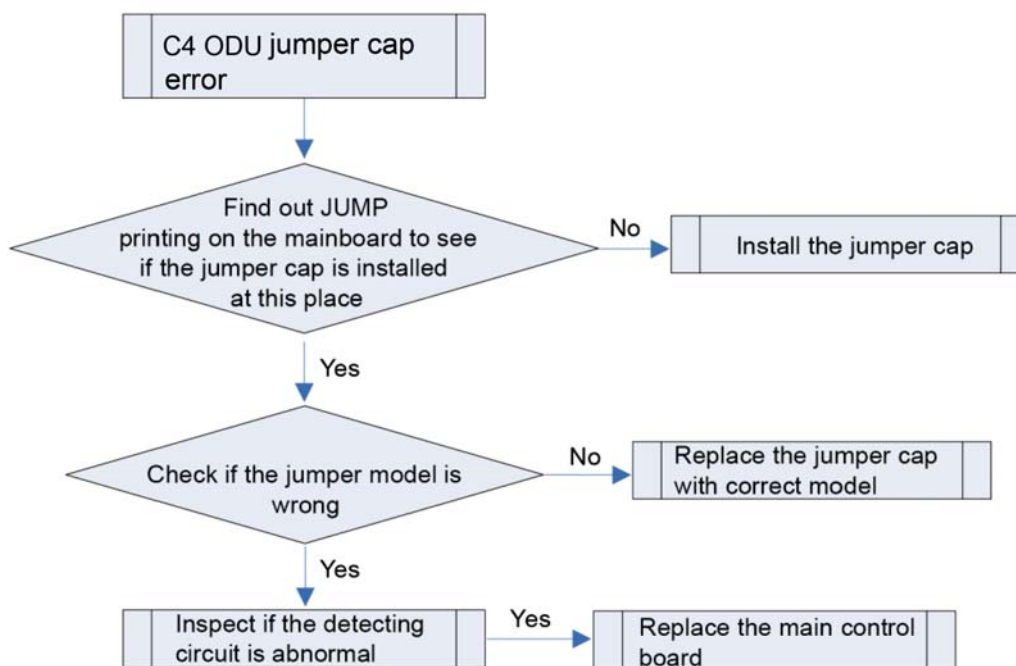 C4 ODU jumper cap
error
Find out JUMP
printing on the mainboard to see
if the jumper cap is installed
at this place
No
Install the jumper cap
Yes
Check if the jumper model is
wrong
No
Replace the jumper cap
with correct model
Yes
Inspect if the detecting
circuit is abnormal
Yes
Replace the main control
board